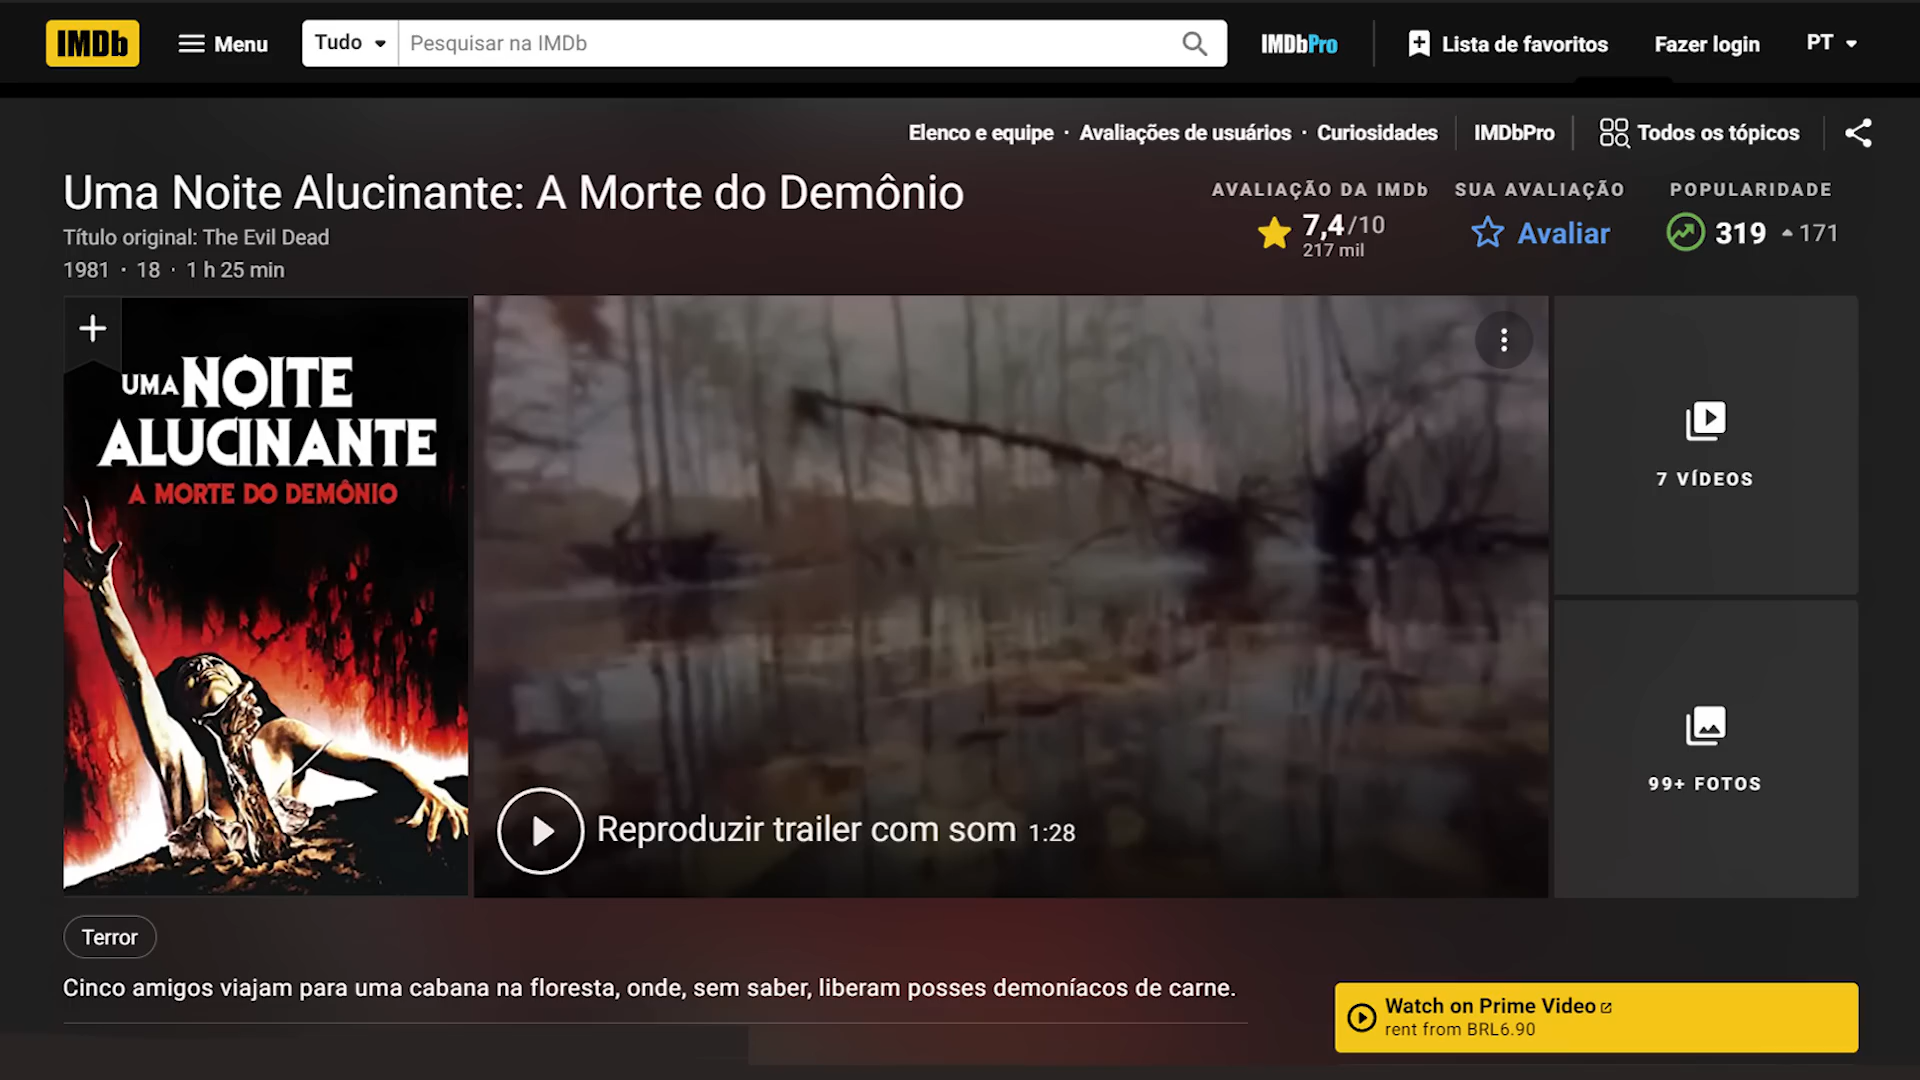 IMDb
Menu
Tudo
Pesquisar na IMDb
IMDbPro
Lista de favoritos
Fazer login
PT
Elenco e equipe · Avaliações de usuários · Curiosidades
IMDbPro
Todos os tópicos
Uma Noite Alucinante: A Morte do Demônio
Título original: The Evil Dead
1981 · 18 · 1 h 25 min
AVALIAÇÃO DA IMDb
7,4/10
217 mil
SUA AVALIAÇÃO
Avaliar
POPULARIDADE
319
171
UMA NOITE
ALUCINANTE
A MORTE DO DEMÔNIO
Reproduzir trailer com som 1:28
7 VÍDEOS
99+ FOTOS
Terror
Cinco amigos viajam para uma cabana na floresta, onde, sem saber, liberam posses demoníacos de carne.
Watch on Prime Video
rent from BRL6.90